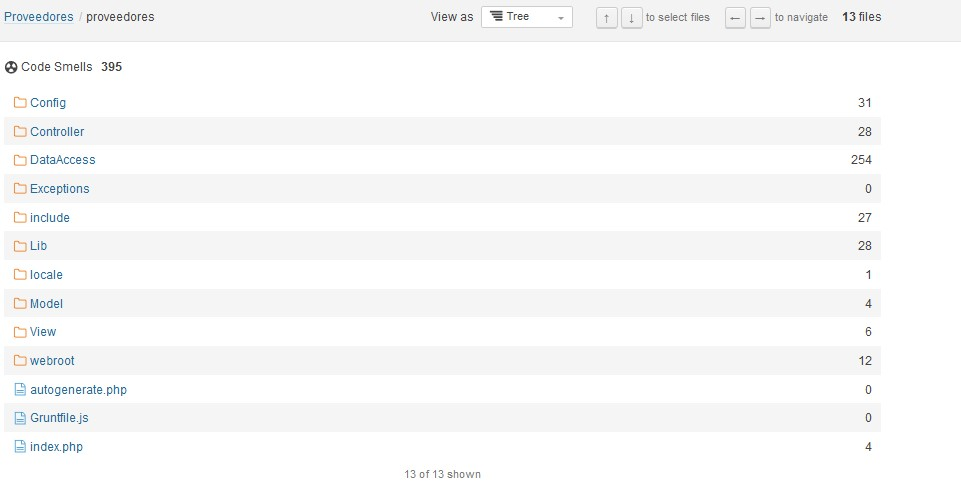 Proveedores / proveedores View as Tree ↑ ↓ to select files ← → to navigate 13 files
Code Smells 395
Config 31
Controller 28
DataAccess 254
Exceptions 0
include 27
Lib 28
locale 1
Model 4
View 6
webroot 12
autogenerate.php 0
Gruntfile.js 0
index.php 4
13 of 13 shown